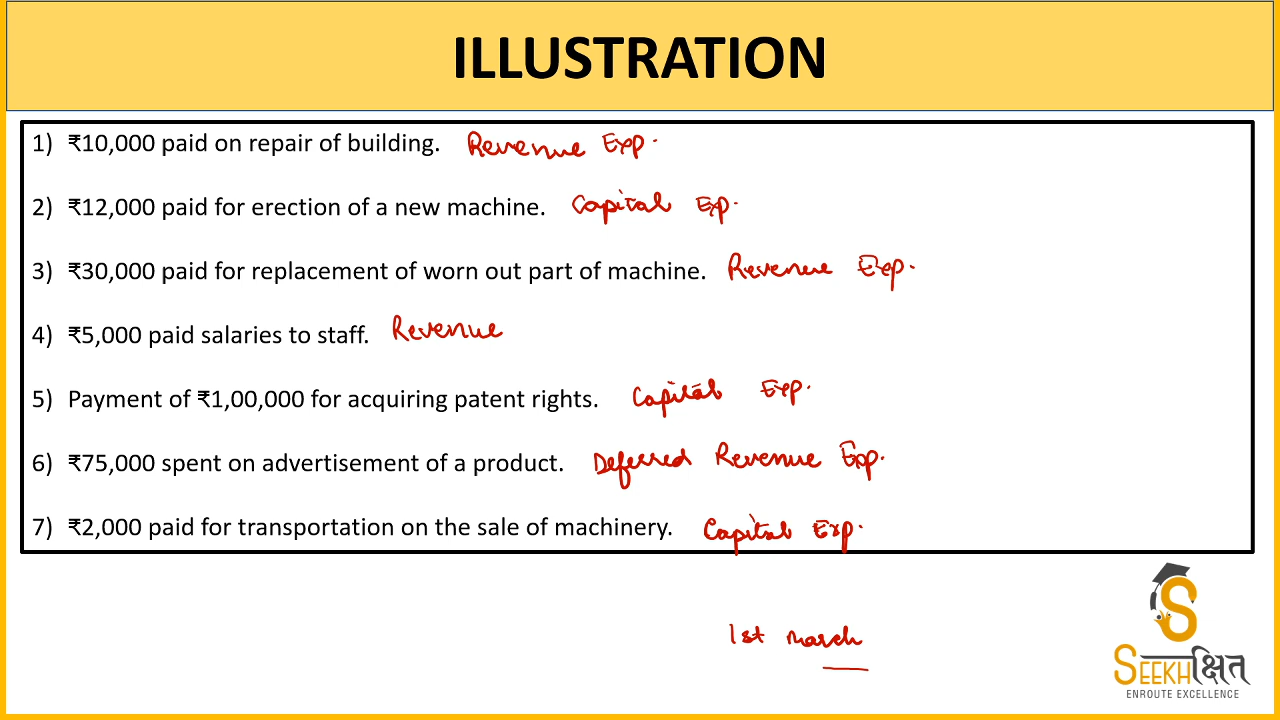 ILLUSTRATION
1) ₹10,000 paid on repair of building. Revenue Exp.
2) ₹12,000 paid for erection of a new machine. Capital Exp.
3) ₹30,000 paid for replacement of worn out part of machine. Revenue Exp.
4) ₹5,000 paid salaries to staff. Revenue
5) Payment of ₹1,00,000 for acquiring patent rights. Capital Exp.
6) ₹75,000 spent on advertisement of a product. Deferred Revenue Exp.
7) ₹2,000 paid for transportation on the sale of machinery. Capital Exp.
1st March
S
SEEKHक्षित
ENROUTE EXCELLENCE